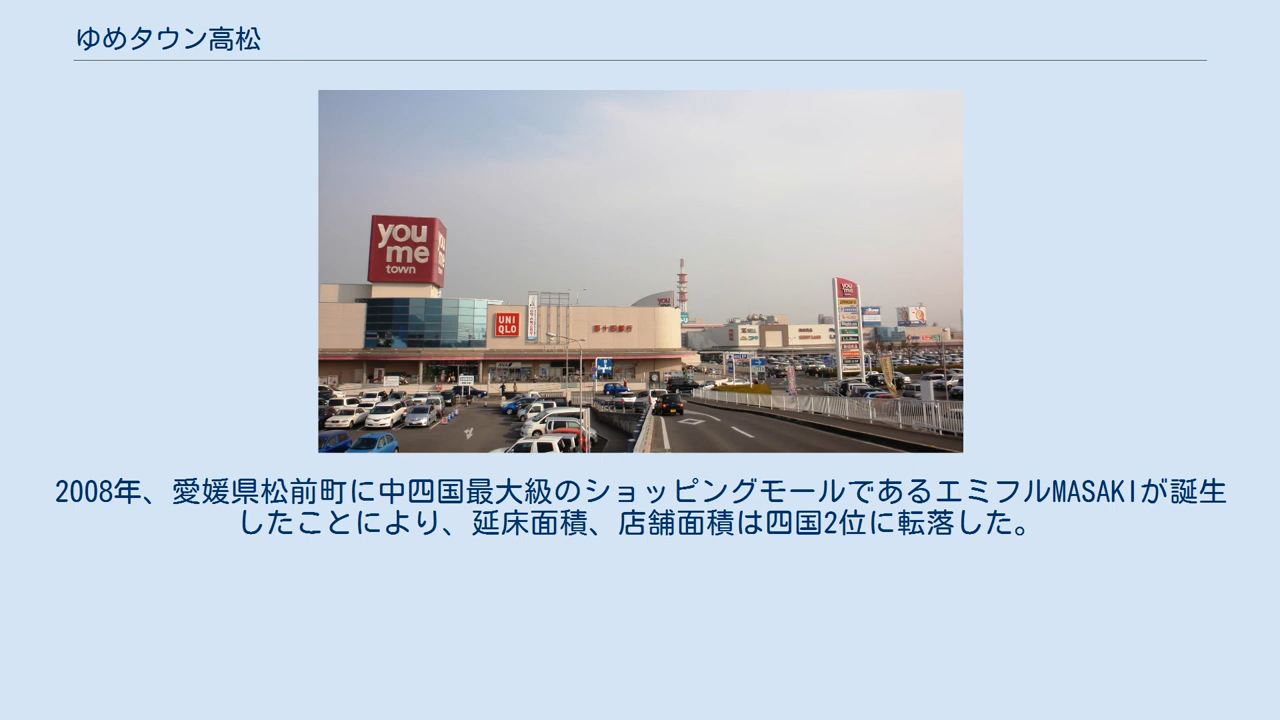 ゆめタウン高松
you
me
town
UNI
QLO
2008年、愛媛県松前町に中四国最大級のショッピングモールであるエミフルMASAKIが誕生
したことにより、延床面積、店舗面積は四国2位に転落した。